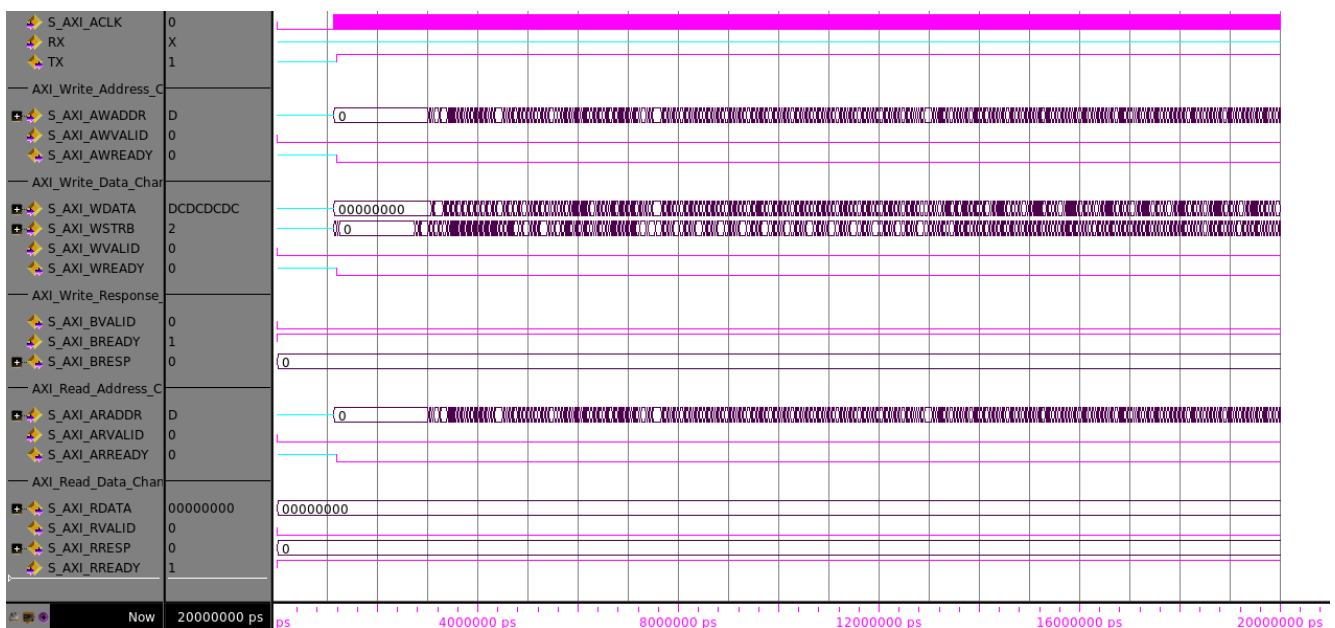 S_AXI_ACLK 0
RX X
TX 1
AXI_Write_Address_C
S_AXI_AWADDR D 0
S_AXI_AWVALID 0
S_AXI_AWREADY 0
AXI_Write_Data_Char
S_AXI_WDATA DCDCDCDC 00000000
S_AXI_WSTRB 2 0
S_AXI_WVALID 0
S_AXI_WREADY 0
AXI_Write_Response_
S_AXI_BVALID 0
S_AXI_BREADY 1
S_AXI_BRESP 0 0
AXI_Read_Address_C
S_AXI_ARADDR D 0
S_AXI_ARVALID 0
S_AXI_ARREADY 0
AXI_Read_Data_Chan
S_AXI_RDATA 00000000 00000000
S_AXI_RVALID 0
S_AXI_RRESP 0 0
S_AXI_RREADY 1
Now 20000000 ps ps 4000000 ps 8000000 ps 12000000 ps 16000000 ps 20000000 ps